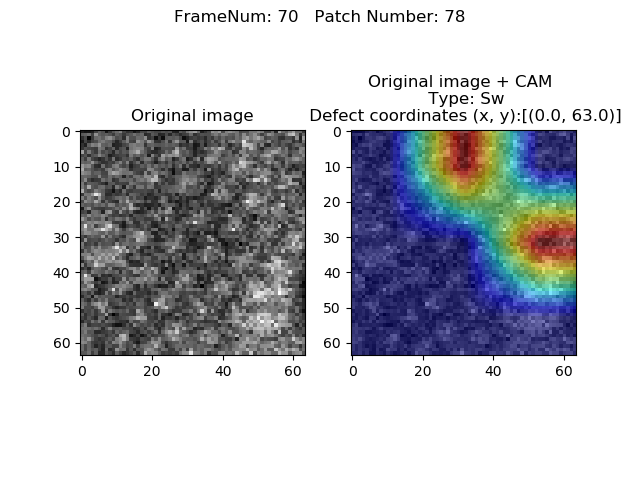 FrameNum: 70   Patch Number: 78
Original image
Original image + CAM
Type: Sw
Defect coordinates (x, y):[(0.0, 63.0)]
0
10
20
30
40
50
60
0 20 40 60
0
10
20
30
40
50
60
0 20 40 60